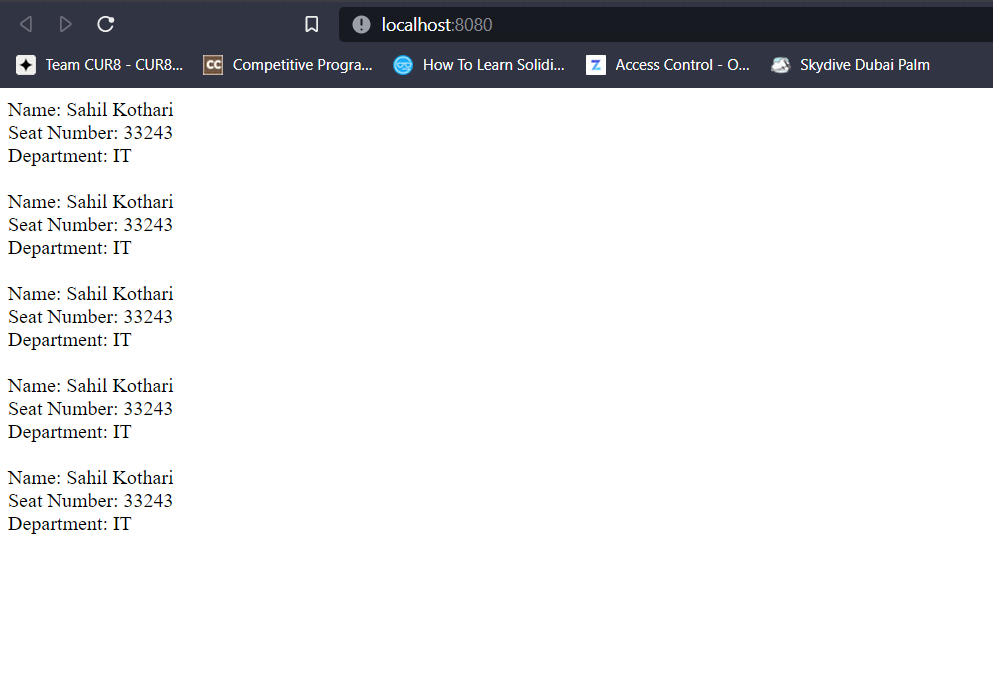 localhost:8080
Team CUR8 - CUR8... CC Competitive Progra... How To Learn Solidi... Z Access Control - O... Skydive Dubai Palm
Name: Sahil Kothari
Seat Number: 33243
Department: IT
Name: Sahil Kothari
Seat Number: 33243
Department: IT
Name: Sahil Kothari
Seat Number: 33243
Department: IT
Name: Sahil Kothari
Seat Number: 33243
Department: IT
Name: Sahil Kothari
Seat Number: 33243
Department: IT